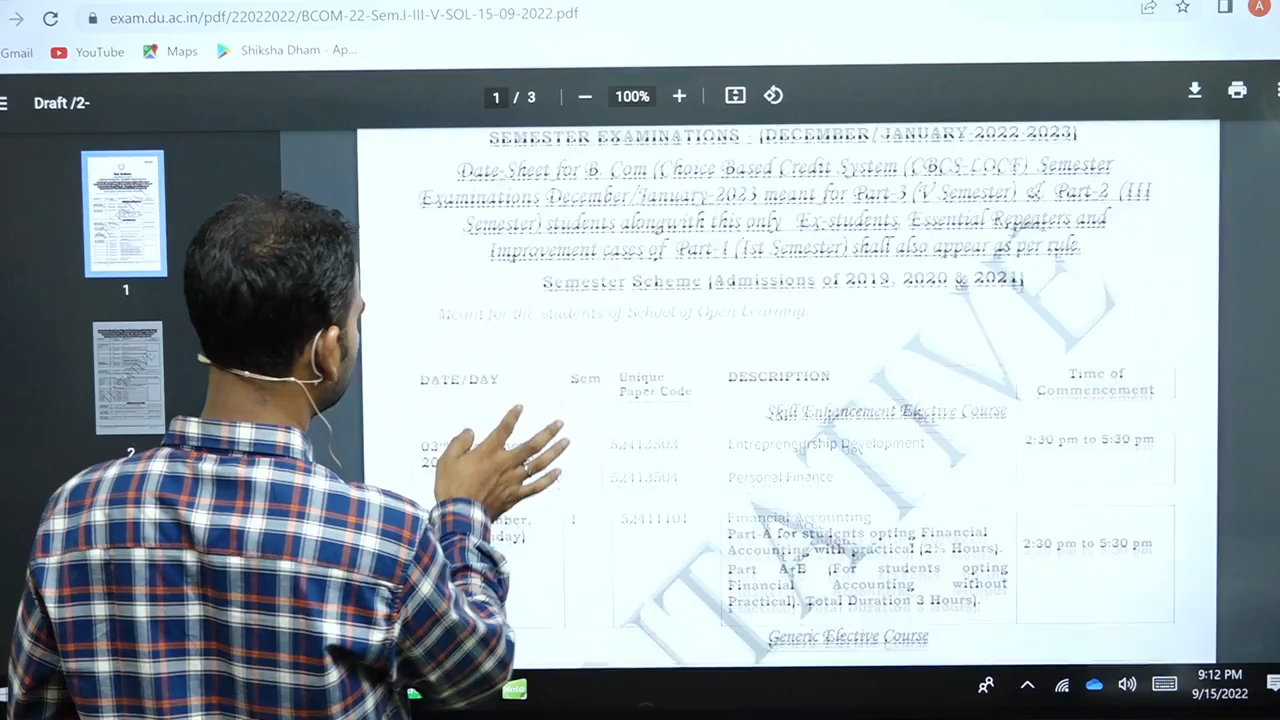 exam.du.ac.in/pdf/22022022/BCOM-22-Sem.I-III-V-SOL-15-09-2022.pdf
A
Gmail YouTube Maps Shiksha Dham - Ap...
Draft /2-
1 / 3 100%
SEMESTER EXAMINATIONS - (DECEMBER/JANUARY-2022-2023)
Date-Sheet for B. Com (Choice Based Credit System (CBCS-LOCF) Semester
Examinations December/January-2023 meant for Part-3 (V Semester) & Part-2 (III
Semester) students alongwith this only Ex-students, Essential Repeaters and
Improvement cases of Part-I (1st Semester) shall also appear as per rule.
Semester Scheme (Admissions of 2019, 2020 & 2021)
Meant for the students of School of Open Learning
DATE/DAY Sem Unique Paper Code DESCRIPTION Time of Commencement
Skill Enhancement Elective Course
52413503 Entrepreneurship Development 2:30 pm to 5:30 pm
52413504 Personal Finance
52411101 Financial Accounting
Part-A for students opting Financial
Accounting with practical (2½ Hours).
2:30 pm to 5:30 pm
Part A+B (For students opting
Financial Accounting without
Practical). Total Duration 3 Hours).
Generic Elective Course
1
2
Note
9:12 PM
9/15/2022